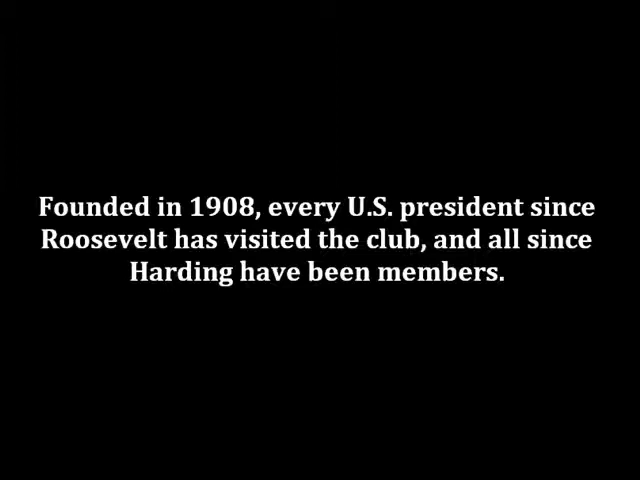 Founded in 1908, every U.S. president since
Roosevelt has visited the club, and all since
Harding have been members.